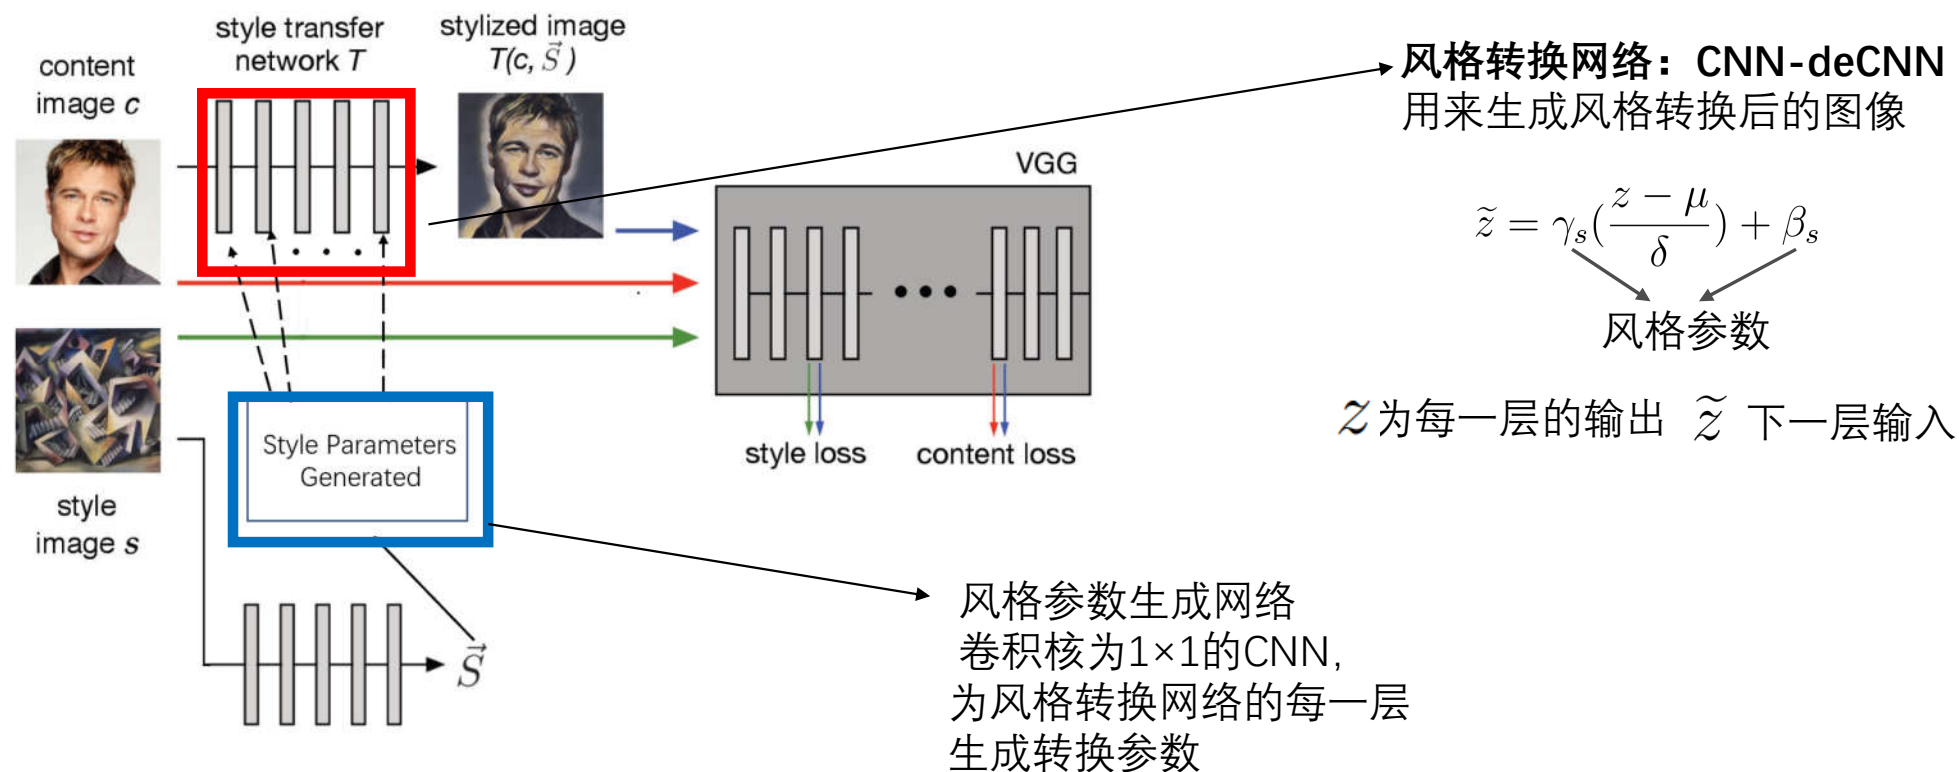 style transfer
network T
stylized image
T(c, S⃗ )
content
image c
风格转换网络：CNN-deCNN
用来生成风格转换后的图像
VGG
z̃ = γₛ((z − μ)/δ) + βₛ
风格参数
z为每一层的输出 z̃ 下一层输入
style loss
content loss
Style Parameters
Generated
style
image s
S⃗
风格参数生成网络
卷积核为1×1的CNN,
为风格转换网络的每一层
生成转换参数